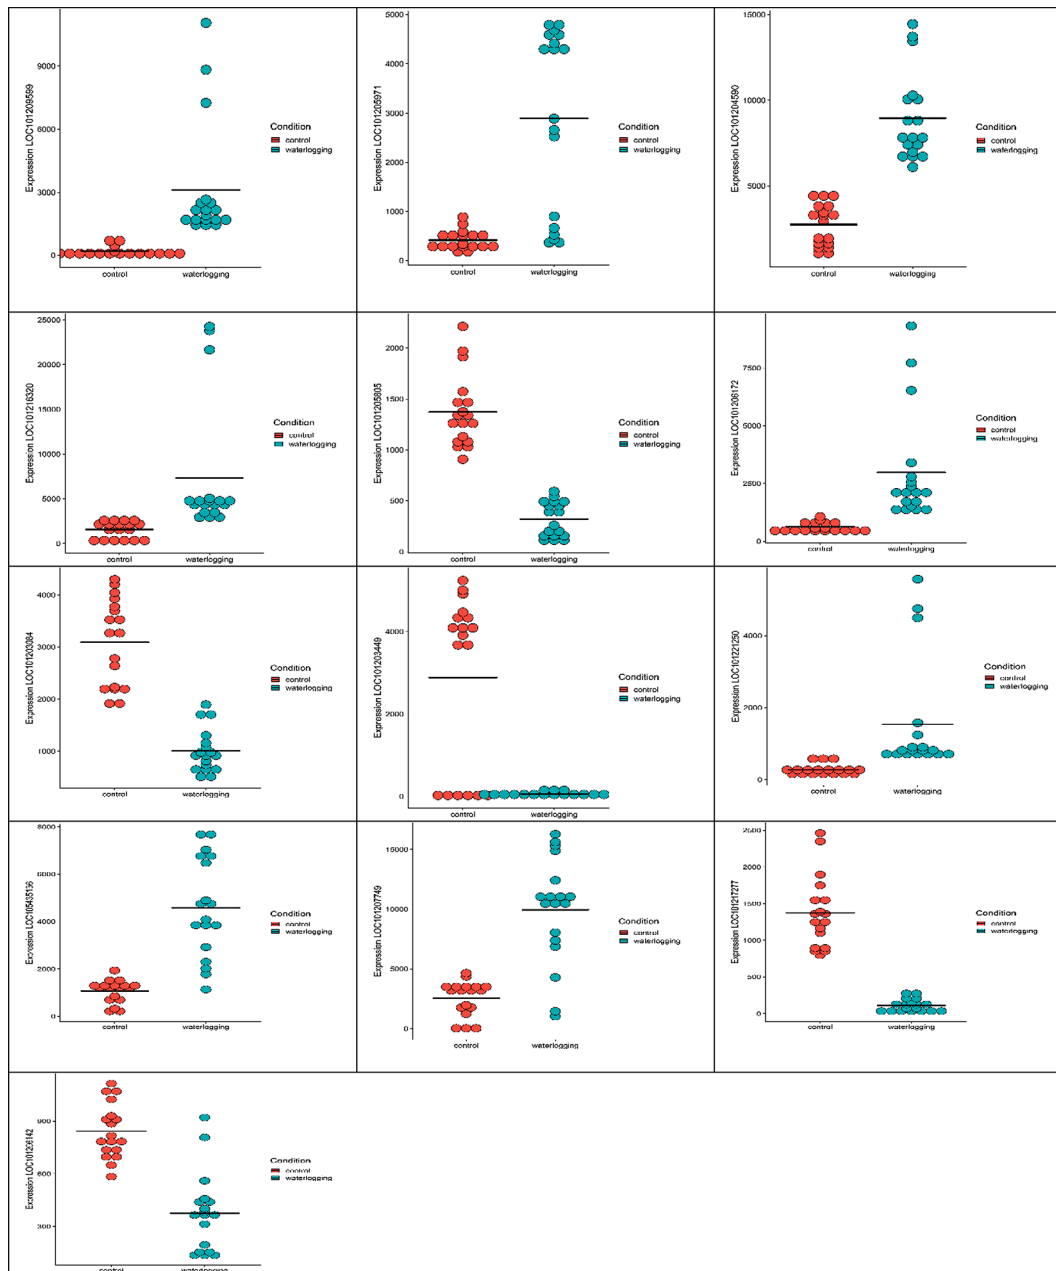 Expression LOC101209599
9000
6000
3000
0
control
waterlogging
Condition
control
waterlogging
Expression LOC101205971
5000
4000
3000
2000
1000
0
control
waterlogging
Condition
control
waterlogging
Expression LOC101204590
15000
10000
5000
control
waterlogging
Condition
control
waterlogging
Expression LOC101216320
25000
20000
15000
10000
5000
0
control
waterlogging
Condition
control
waterlogging
Expression LOC101205805
2000
1500
1000
500
0
control
waterlogging
Condition
control
waterlogging
Expression LOC101206172
7500
5000
2500
0
control
waterlogging
Condition
control
waterlogging
Expression LOC101203084
4000
3000
2000
1000
control
waterlogging
Condition
control
waterlogging
Expression LOC101203449
4000
2000
0
control
waterlogging
Condition
control
waterlogging
Expression LOC101221250
4000
2000
0
control
waterlogging
Condition
control
waterlogging
Expression LOC105435136
8000
6000
4000
2000
0
control
waterlogging
Condition
control
waterlogging
Expression LOC101207749
15000
10000
5000
0
control
waterlogging
Condition
control
waterlogging
Expression LOC101217277
2500
2000
1500
1000
500
0
control
waterlogging
Condition
control
waterlogging
Expression LOC101206142
900
600
300
control
waterlogging
Condition
control
waterlogging